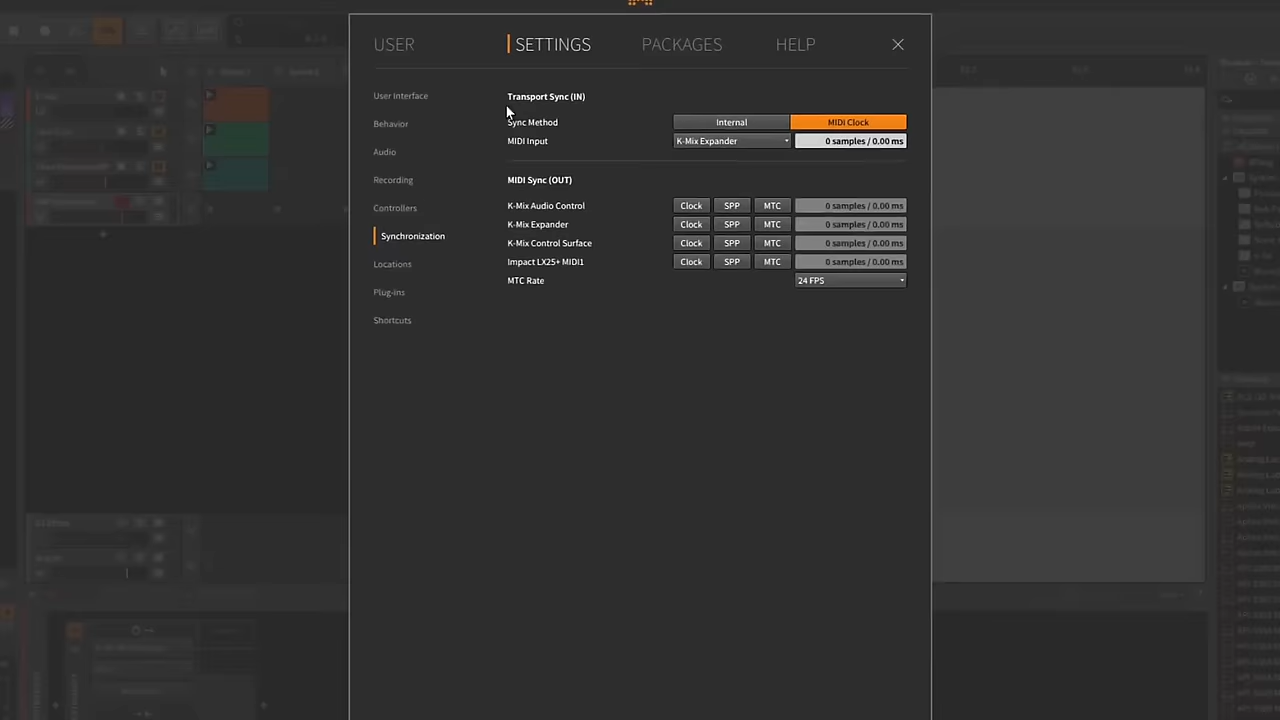 USER
SETTINGS
PACKAGES
HELP
User Interface
Behavior
Audio
Recording
Controllers
Synchronization
Locations
Plug-ins
Shortcuts
Transport Sync (IN)
Sync Method Internal MIDI Clock
MIDI Input K-Mix Expander 0 samples / 0.00 ms
MIDI Sync (OUT)
K-Mix Audio Control Clock SPP MTC 0 samples / 0.00 ms
K-Mix Expander Clock SPP MTC 0 samples / 0.00 ms
K-Mix Control Surface Clock SPP MTC 0 samples / 0.00 ms
Impact LX25+ MIDI1 Clock SPP MTC 0 samples / 0.00 ms
MTC Rate 24 FPS